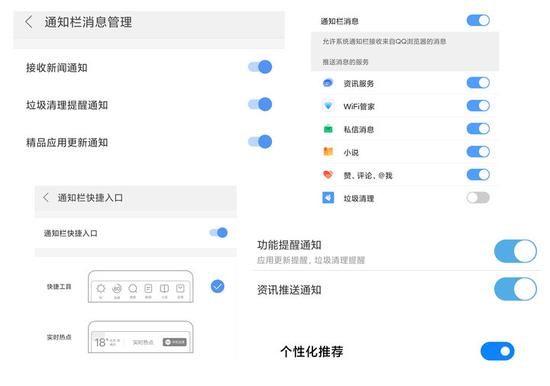 通知栏消息管理
接收新闻通知
垃圾清理提醒通知
精品应用更新通知
通知栏消息
允许系统通知栏接收来自QQ浏览器的消息
推送消息的服务
资讯服务
WiFi管家
私信消息
小说
赞、评论、@我
垃圾清理
通知栏快捷入口
通知栏快捷入口
快捷工具
实时热点
18°
实时热点
功能提醒通知
应用更新提醒，垃圾清理提醒
资讯推送通知
个性化推荐